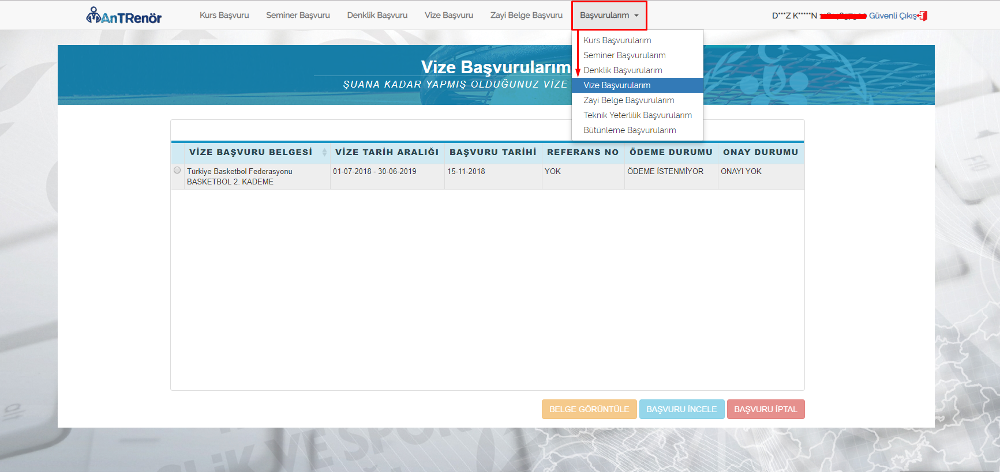 AnTRenör Kurs Başvuru Seminer Başvuru Denklik Başvuru Vize Başvuru Zayi Belge Başvuru Başvurularım D***Z K*****N Güvenli Çıkış
Kurs Başvurularım
Seminer Başvurularım
Denklik Başvurularım
Vize Başvurularım
Zayi Belge Başvurularım
Teknik Yeterlilik Başvurularım
Bütünleme Başvurularım
Vize Başvurularım
ŞUANA KADAR YAPMIŞ OLDUĞUNUZ VİZE
VİZE BAŞVURU BELGESİ VİZE TARİH ARALIĞI BAŞVURU TARİHİ REFERANS NO ÖDEME DURUMU ONAY DURUMU
Türkiye Basketbol Federasyonu 01-07-2018 - 30-06-2019 15-11-2018 YOK ÖDEME İSTENMİYOR ONAYI YOK
BASKETBOL 2. KADEME
BELGE GÖRÜNTÜLE BAŞVURU İNCELE BAŞVURU İPTAL